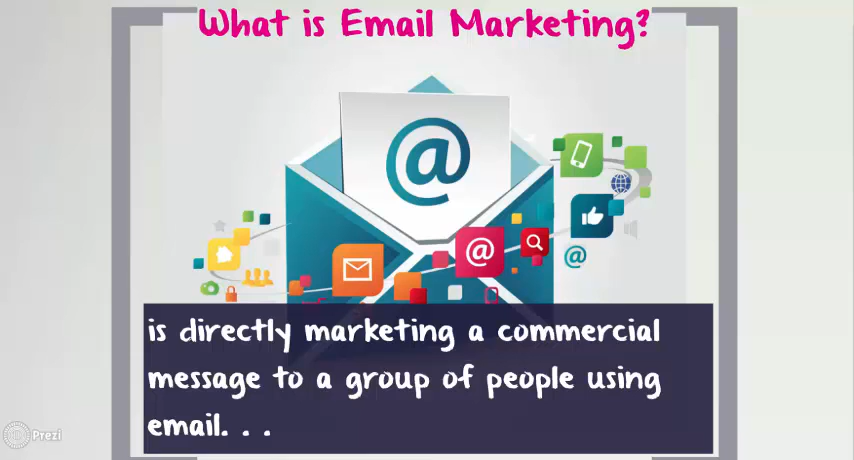 What is Email Marketing?
@
@
@
is directly marketing a commercial
message to a group of people using
email. . .
Prezi